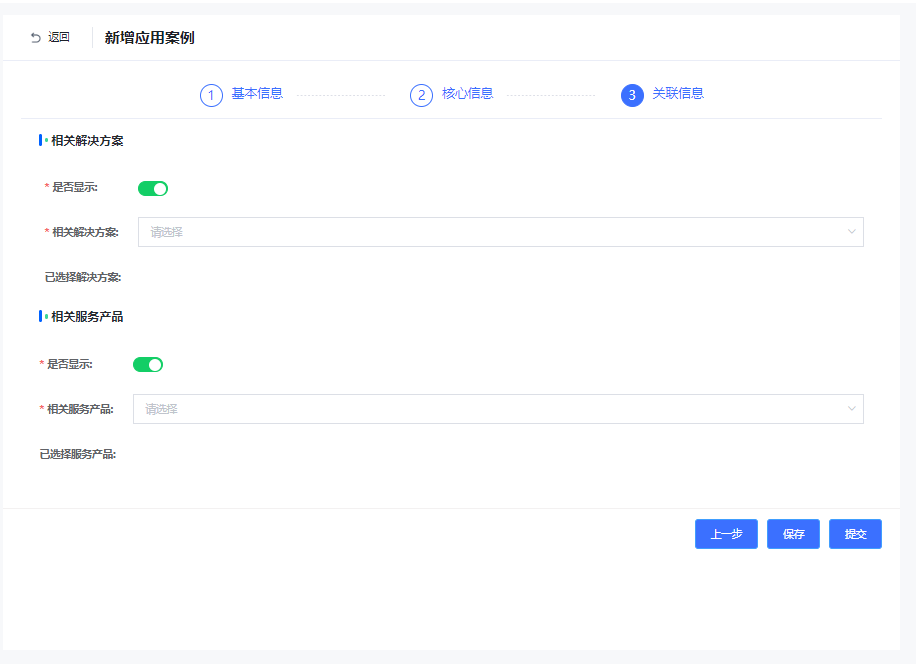 返回 新增应用案例
1 基本信息 2 核心信息 3 关联信息
相关解决方案
* 是否显示:
* 相关解决方案: 请选择
已选择解决方案:
相关服务产品
* 是否显示:
* 相关服务产品: 请选择
已选择服务产品:
上一步 保存 提交